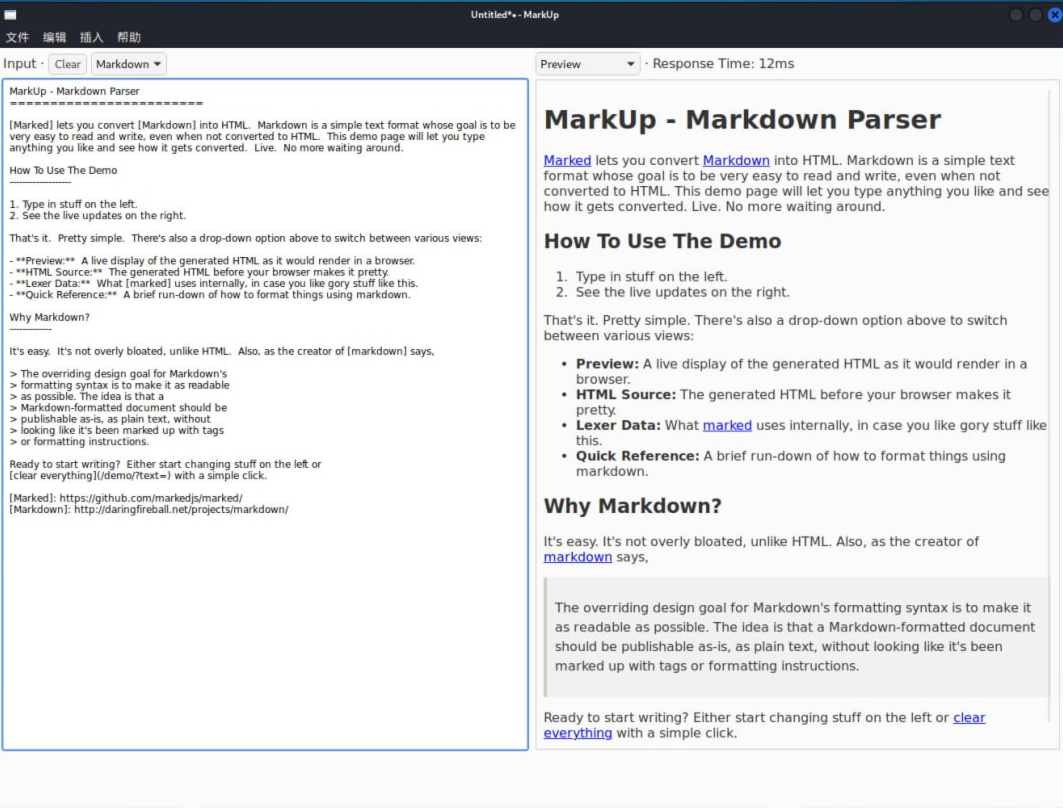 Untitled*• - MarkUp
文件 编辑 插入 帮助
Input · Clear Markdown
Preview · Response Time: 12ms
MarkUp - Markdown Parser
========================
[Marked] lets you convert [Markdown] into HTML.  Markdown is a simple text format whose goal is to be
very easy to read and write, even when not converted to HTML.  This demo page will let you type
anything you like and see how it gets converted.  Live.  No more waiting around.
How To Use The Demo
-------------------
1. Type in stuff on the left.
2. See the live updates on the right.
That's it.  Pretty simple.  There's also a drop-down option above to switch between various views:
- **Preview:**  A live display of the generated HTML as it would render in a browser.
- **HTML Source:**  The generated HTML before your browser makes it pretty.
- **Lexer Data:**  What [marked] uses internally, in case you like gory stuff like this.
- **Quick Reference:**  A brief run-down of how to format things using markdown.
Why Markdown?
-------------
It's easy.  It's not overly bloated, unlike HTML.  Also, as the creator of [markdown] says,
> The overriding design goal for Markdown's
> formatting syntax is to make it as readable
> as possible. The idea is that a
> Markdown-formatted document should be
> publishable as-is, as plain text, without
> looking like it's been marked up with tags
> or formatting instructions.
Ready to start writing?  Either start changing stuff on the left or
[clear everything](/demo/?text=) with a simple click.
[Marked]: https://github.com/markedjs/marked/
[Markdown]: http://daringfireball.net/projects/markdown/
MarkUp - Markdown Parser
Marked lets you convert Markdown into HTML. Markdown is a simple text
format whose goal is to be very easy to read and write, even when not
converted to HTML. This demo page will let you type anything you like and see
how it gets converted. Live. No more waiting around.
How To Use The Demo
1. Type in stuff on the left.
2. See the live updates on the right.
That's it. Pretty simple. There's also a drop-down option above to switch
between various views:
• Preview: A live display of the generated HTML as it would render in a
browser.
• HTML Source: The generated HTML before your browser makes it
pretty.
• Lexer Data: What marked uses internally, in case you like gory stuff like
this.
• Quick Reference: A brief run-down of how to format things using
markdown.
Why Markdown?
It's easy. It's not overly bloated, unlike HTML. Also, as the creator of
markdown says,
The overriding design goal for Markdown's formatting syntax is to make it
as readable as possible. The idea is that a Markdown-formatted document
should be publishable as-is, as plain text, without looking like it's been
marked up with tags or formatting instructions.
Ready to start writing? Either start changing stuff on the left or clear
everything with a simple click.